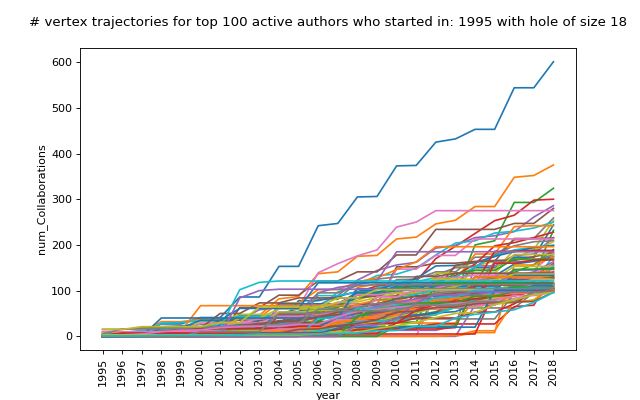 # vertex trajectories for top 100 active authors who started in: 1995 with hole of size 18
600
500
400
300
200
100
0
num_Collaborations
1995 1996 1997 1998 1999 2000 2001 2002 2003 2004 2005 2006 2007 2008 2009 2010 2011 2012 2013 2014 2015 2016 2017 2018
year